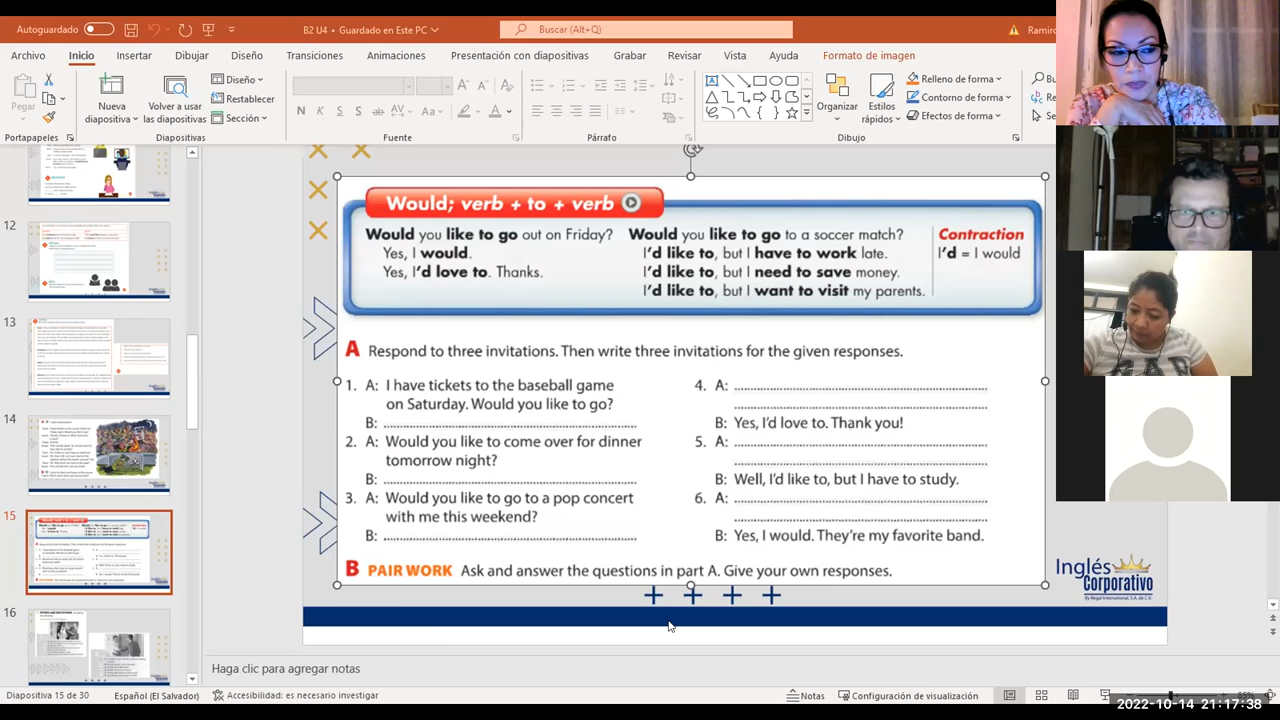 Autoguardado
B2 U4 • Guardado en Este PC
Buscar (Alt+Q)
Ramiro
Archivo Inicio Insertar Dibujar Diseño Transiciones Animaciones Presentación con diapositivas Grabar Revisar Vista Ayuda Formato de imagen
Pegar
Nueva diapositiva
Volver a usar las diapositivas
Diseño
Restablecer
Sección
Organizar
Estilos rápidos
Relleno de forma
Contorno de forma
Efectos de forma
Portapapeles
Diapositivas
Fuente
Párrafo
Dibujo
12
13
14
15
16
Would; verb + to + verb
Would you like to go out on Friday?
Yes, I would.
Yes, I'd love to. Thanks.
Would you like to go to a soccer match?
I'd like to, but I have to work late.
I'd like to, but I need to save money.
I'd like to, but I want to visit my parents.
Contraction
I'd = I would
A Respond to three invitations. Then write three invitations for the given responses.
1. A: I have tickets to the baseball game
on Saturday. Would you like to go?
B:
2. A: Would you like to come over for dinner
tomorrow night?
B:
3. A: Would you like to go to a pop concert
with me this weekend?
B:
4. A:
B: Yes, I'd love to. Thank you!
5. A:
B: Well, I'd like to, but I have to study.
6. A:
B: Yes, I would. They're my favorite band.
B PAIR WORK Ask and answer the questions in part A. Give your own responses.
Inglés
Corporativo
By Regal International, S.A. de C.V.
Haga clic para agregar notas
Diapositiva 15 de 30
Español (El Salvador)
Accesibilidad: es necesario investigar
Notas
Configuración de visualización
2022-10-14 21:17:38